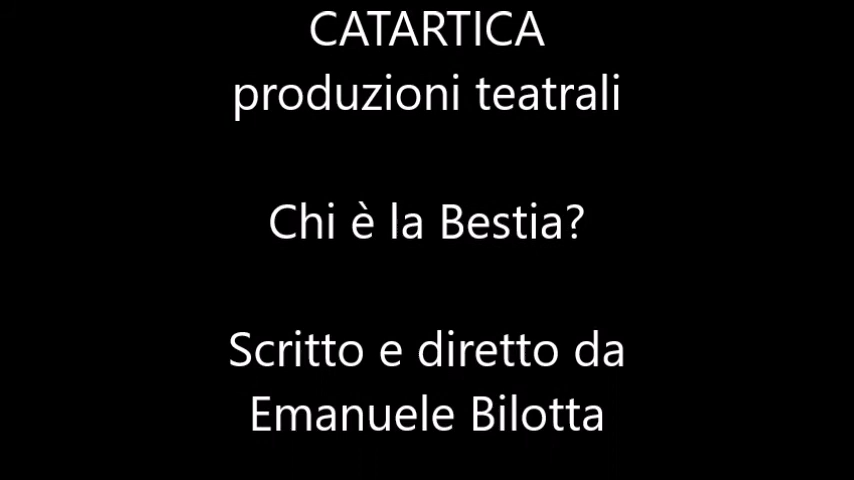 CATARTICA
produzioni teatrali
Chi è la Bestia?
Scritto e diretto da
Emanuele Bilotta